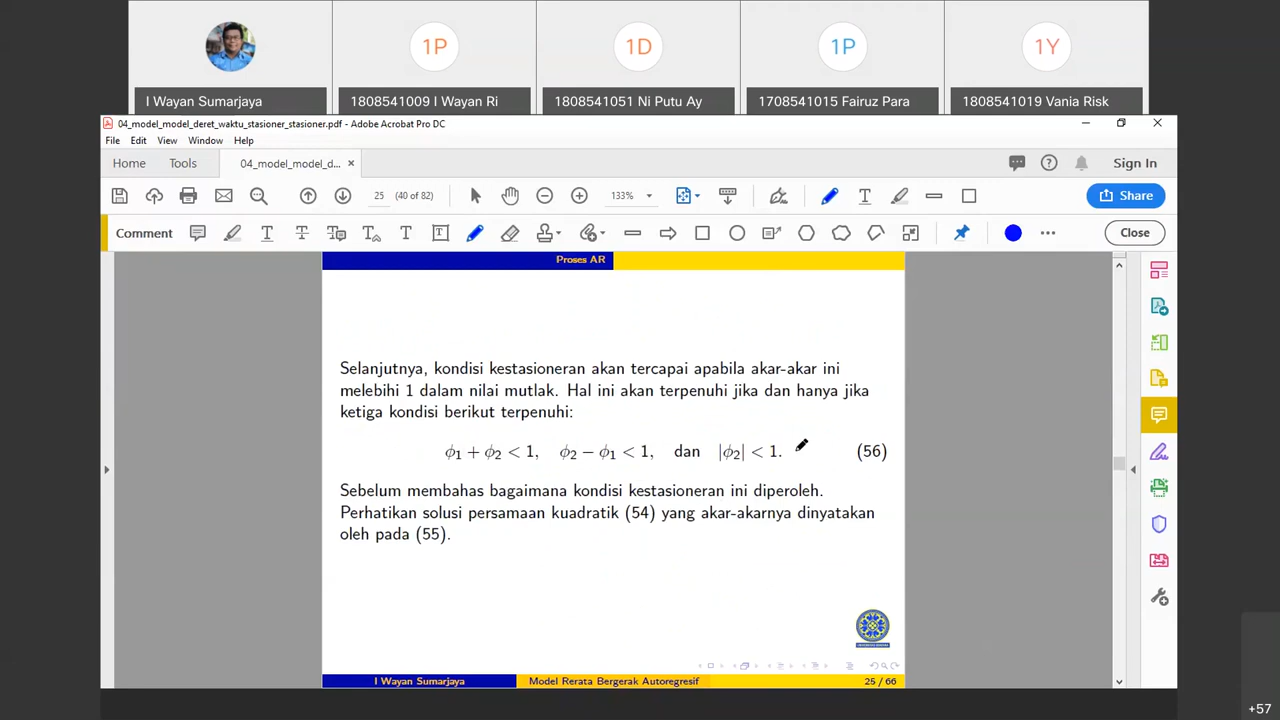 1P
1D
1P
1Y
I Wayan Sumarjaya
1808541009 I Wayan Ri
1808541051 Ni Putu Ay
1708541015 Fairuz Para
1808541019 Vania Risk
04_model_model_deret_waktu_stasioner_stasioner.pdf - Adobe Acrobat Pro DC
File Edit View Window Help
Home Tools 04_model_model_d... × Sign In
25 (40 of 82) 133% Share
Comment Close
Proses AR
Selanjutnya, kondisi kestasioneran akan tercapai apabila akar-akar ini
melebihi 1 dalam nilai mutlak. Hal ini akan terpenuhi jika dan hanya jika
ketiga kondisi berikut terpenuhi:
ϕ₁ + ϕ₂ < 1, ϕ₂ − ϕ₁ < 1, dan |ϕ₂| < 1. (56)
Sebelum membahas bagaimana kondisi kestasioneran ini diperoleh.
Perhatikan solusi persamaan kuadratik (54) yang akar-akarnya dinyatakan
oleh pada (55).
I Wayan Sumarjaya Model Rerata Bergerak Autoregresif 25 / 66
+57